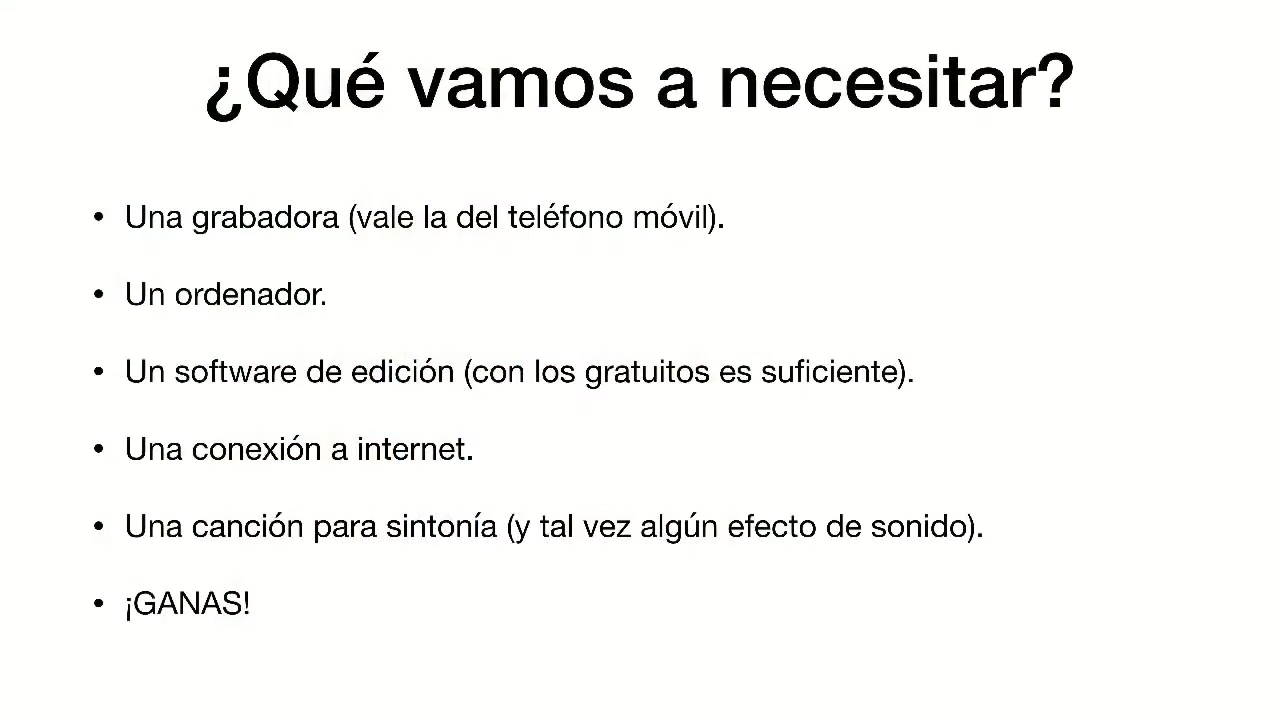 ¿Qué vamos a necesitar?
• Una grabadora (vale la del teléfono móvil).
• Un ordenador.
• Un software de edición (con los gratuitos es suficiente).
• Una conexión a internet.
• Una canción para sintonía (y tal vez algún efecto de sonido).
• ¡GANAS!